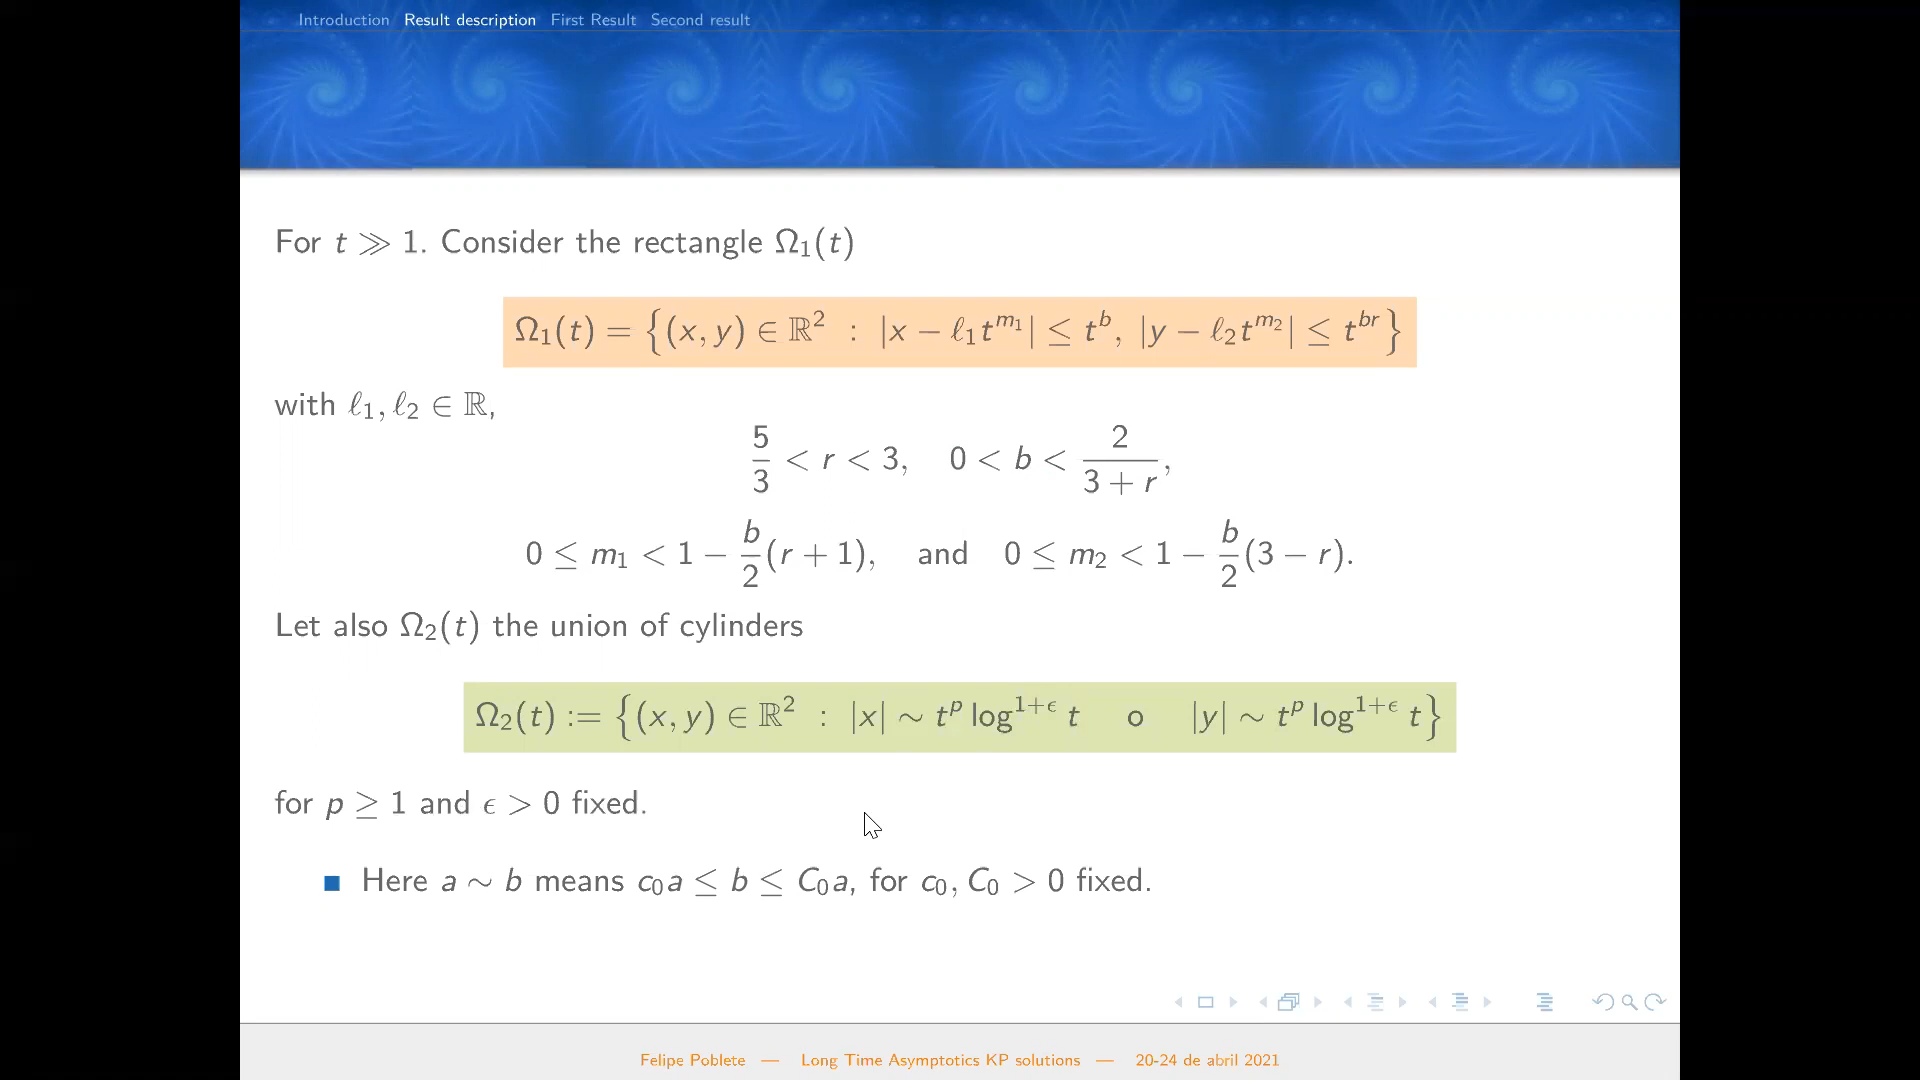 Introduction Result description First Result Second result
For t ≫ 1. Consider the rectangle Ω₁(t)
Ω₁(t) = {(x, y) ∈ ℝ² : |x − ℓ₁t^{m₁}| ≤ t^b, |y − ℓ₂t^{m₂}| ≤ t^{br}}
with ℓ₁, ℓ₂ ∈ ℝ,
5/3 < r < 3, 0 < b < 2/(3 + r),
0 ≤ m₁ < 1 − b/2(r + 1), and 0 ≤ m₂ < 1 − b/2(3 − r).
Let also Ω₂(t) the union of cylinders
Ω₂(t) := {(x, y) ∈ ℝ² : |x| ∼ t^p log^{1+ϵ} t o |y| ∼ t^p log^{1+ϵ} t}
for p ≥ 1 and ϵ > 0 fixed.
Here a ∼ b means c₀a ≤ b ≤ C₀a, for c₀, C₀ > 0 fixed.
Felipe Poblete — Long Time Asymptotics KP solutions — 20-24 de abril 2021